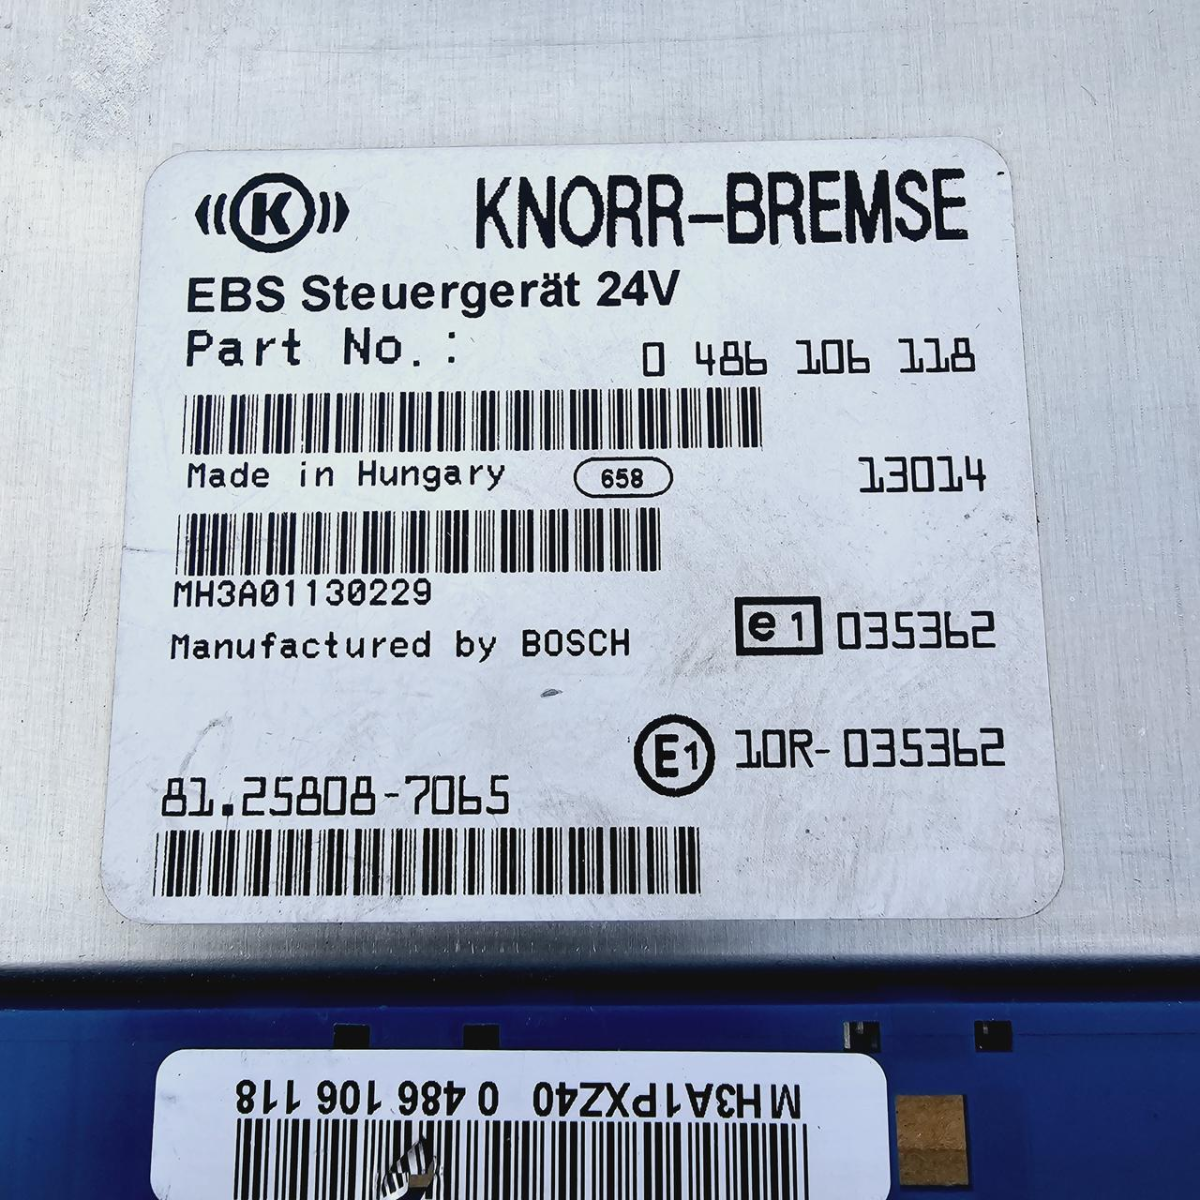 K KNORR-BREMSE
EBS Steuergerät 24V
Part No.: 0 486 106 118
Made in Hungary 658 13014
MH3A01130229
Manufactured by BOSCH
e1 035362
E1 10R-035362
81.25808-7065
MH3A1PXZ40 0 486 106 118